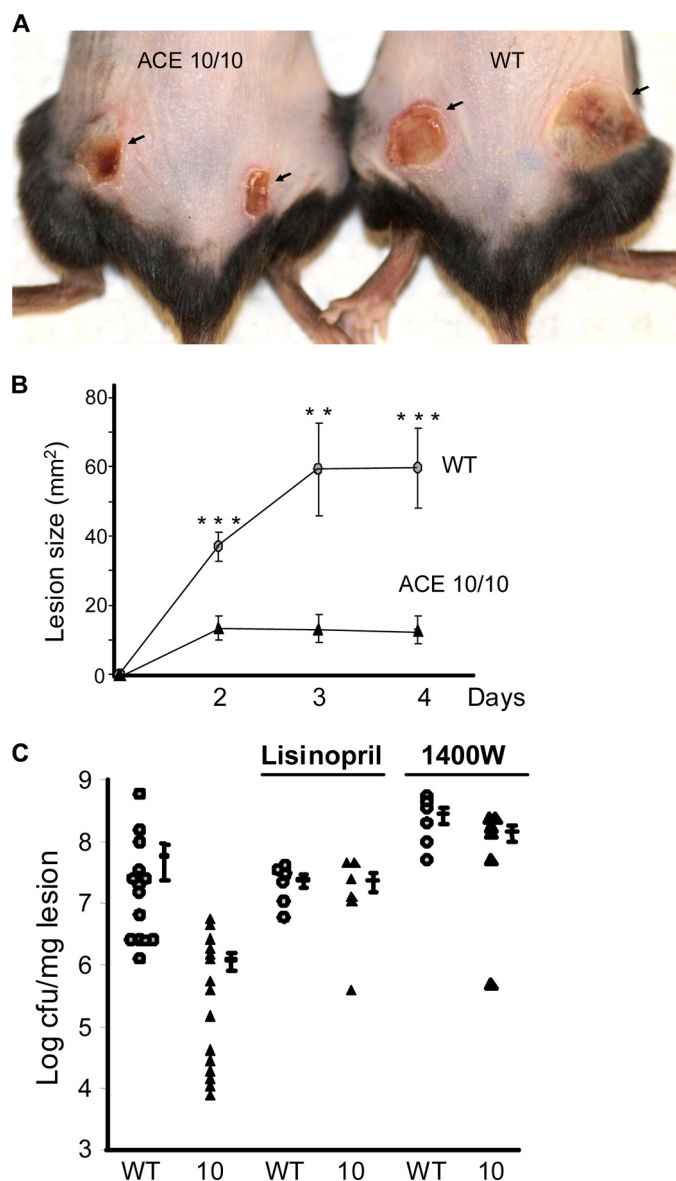 A
ACE 10/10 WT
B
80
60
40
20
0
Lesion size (mm²)
* * *
* *
* * *
WT
ACE 10/10
2 3 4 Days
C
Lisinopril 1400W
9
8
7
6
5
4
3
Log cfu/mg lesion
WT 10 WT 10 WT 10